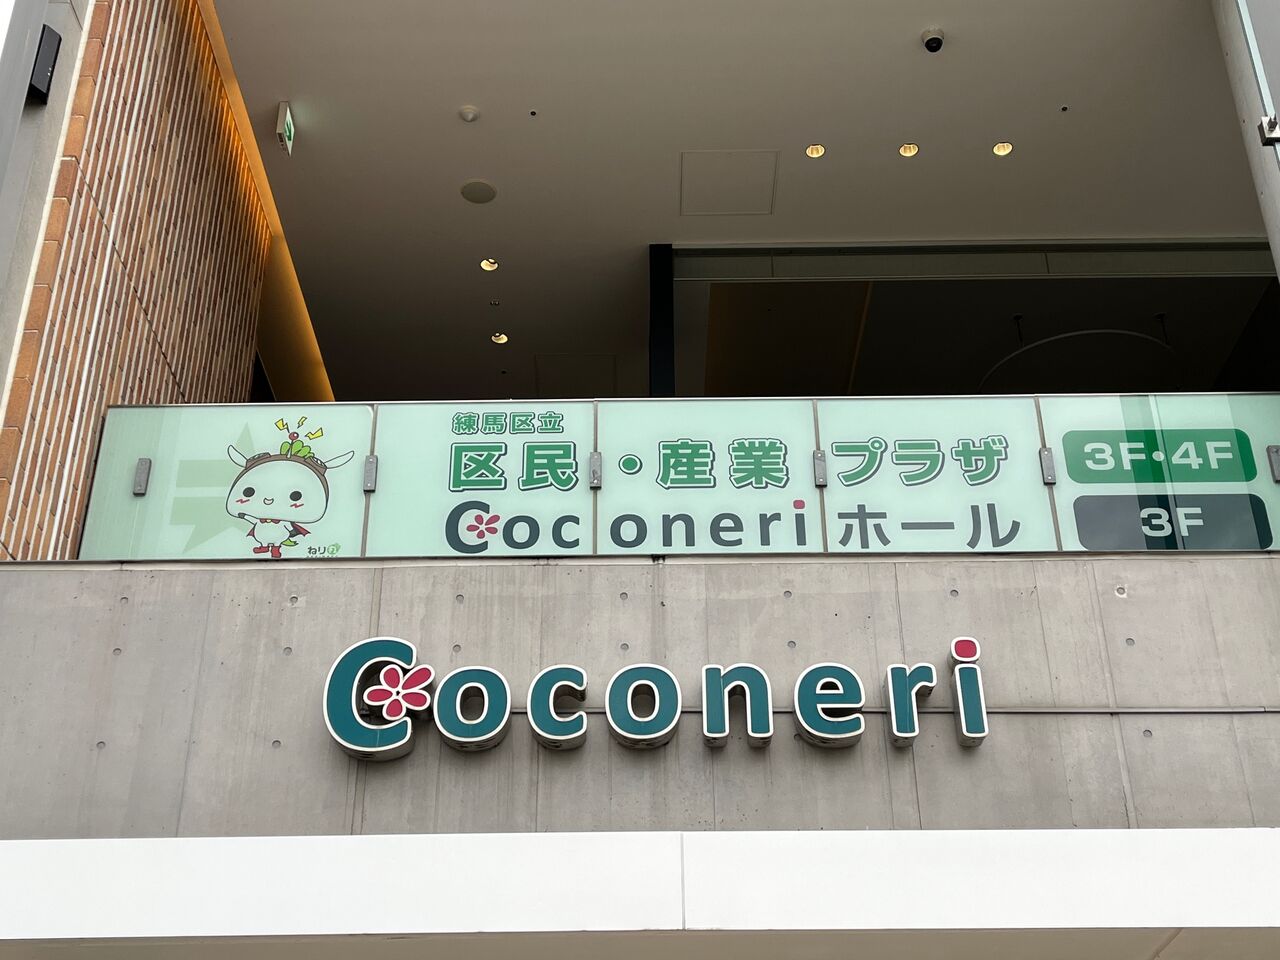 練馬区立
区民・産業プラザ
3F・4F
Coconeriホール
3F
ねり丸
Coconeri